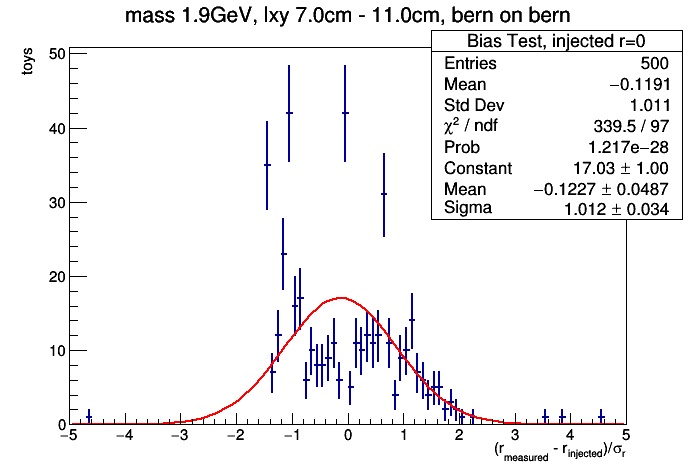 mass 1.9GeV, lxy 7.0cm - 11.0cm, bern on bern
Bias Test, injected r=0
Entries 500
Mean −0.1191
Std Dev 1.011
χ² / ndf 339.5 / 97
Prob 1.217e−28
Constant 17.03 ± 1.00
Mean −0.1227 ± 0.0487
Sigma 1.012 ± 0.034
toys
50
40
30
20
10
0
−5 −4 −3 −2 −1 0 1 2 3 4 5
(r_measured - r_injected)/σ_r